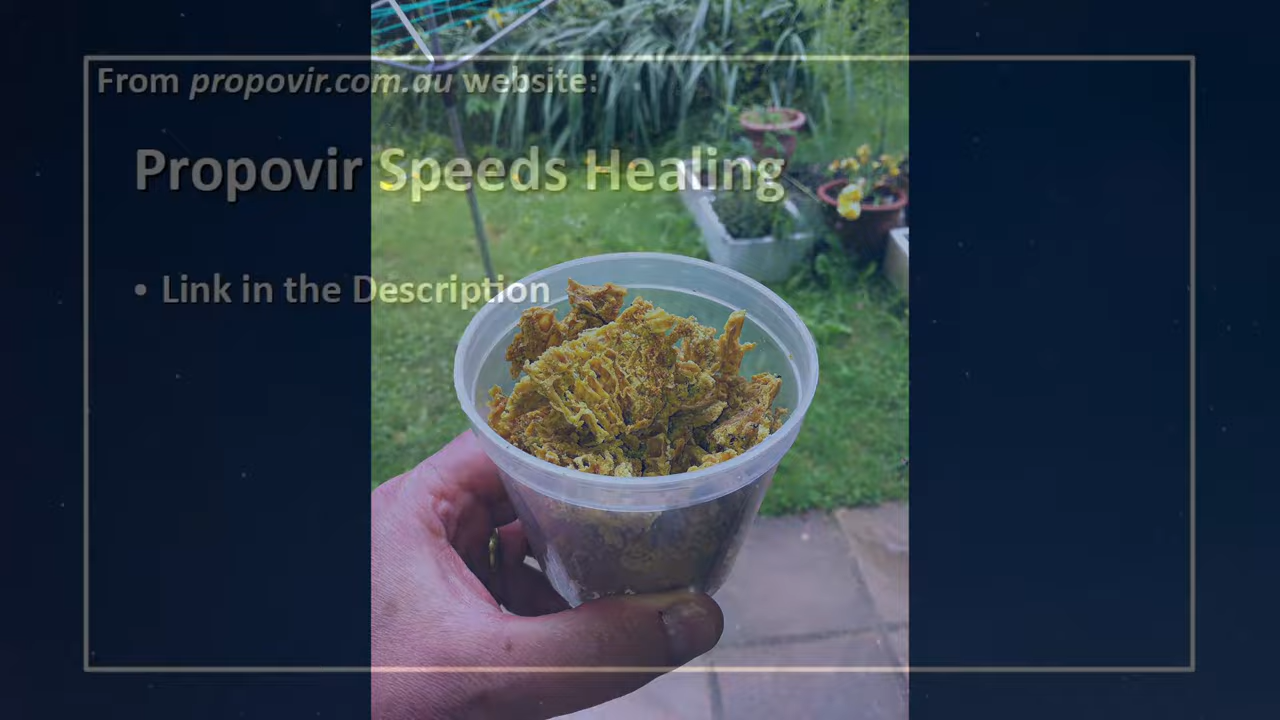 From propovir.com.au website:
Propovir Speeds Healing
• Link in the Description